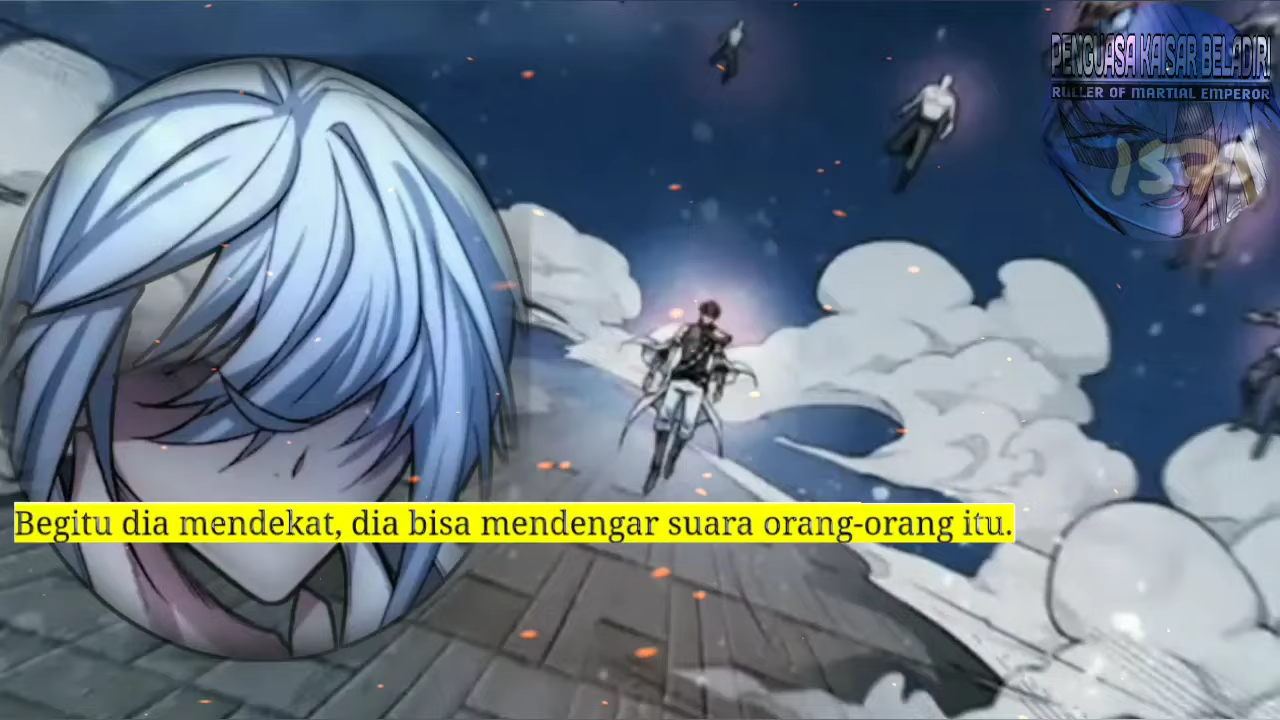 PENGUASA KAISAR BELADIRI
RULLER OF MARTIAL EMPEROR
Begitu dia mendekat, dia bisa mendengar suara orang-orang itu.